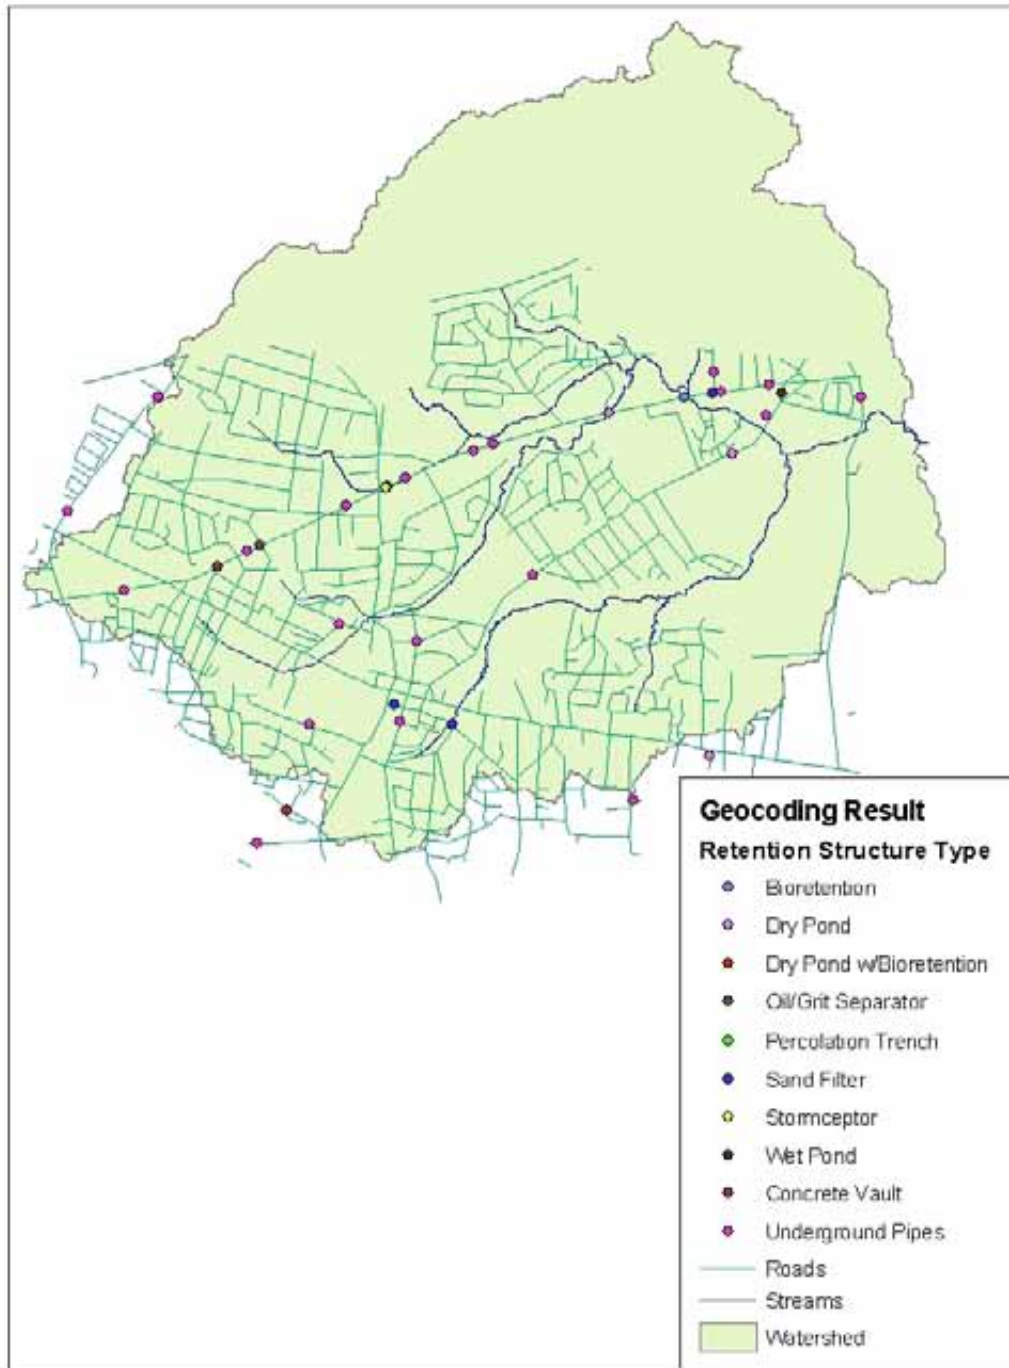 Geocoding Result
Retention Structure Type
Bioretention
Dry Pond
Dry Pond w/Bioretention
Oil/Grit Separator
Percolation Trench
Sand Filter
Stormceptor
Wet Pond
Concrete Vault
Underground Pipes
Roads
Streams
Watershed